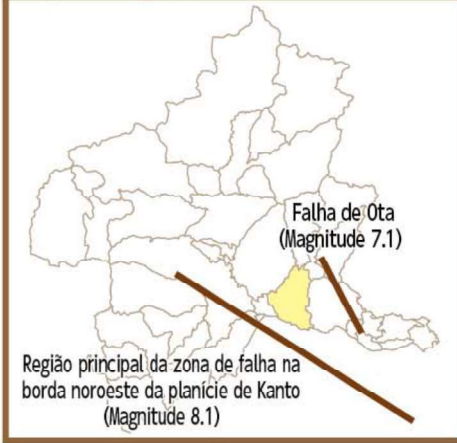 Falha de Ota
(Magnitude 7.1)
Região principal da zona de falha na
borda noroeste da planície de Kanto
(Magnitude 8.1)